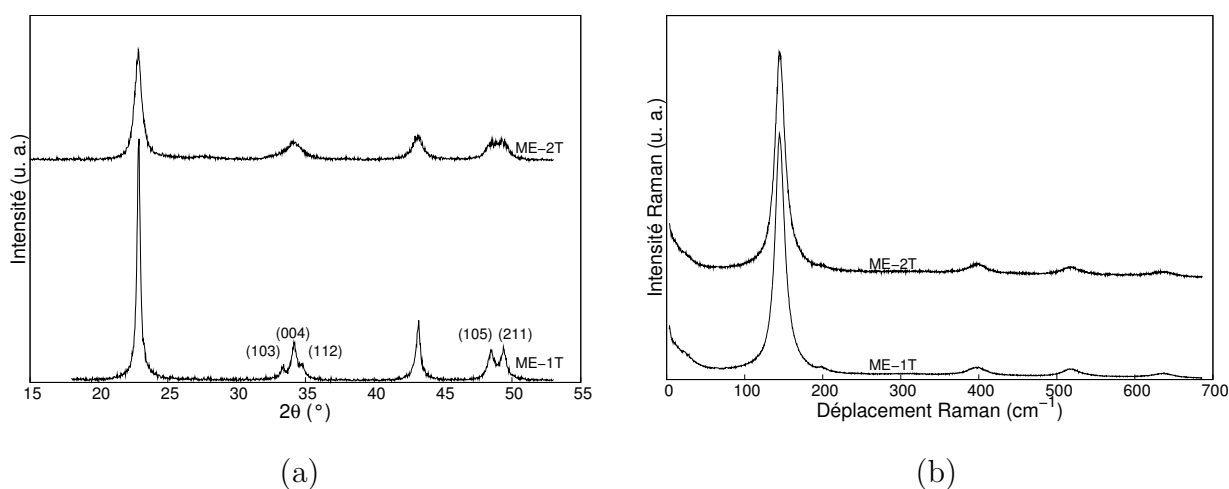 Intensité (u. a.)
ME−2T
(004)
(103)
(112)
(105) (211)
ME−1T
15 20 25 30 35 40 45 50 55
2θ (°)
(a)
Intensité Raman (u. a.)
ME−2T
ME−1T
0 100 200 300 400 500 600 700
Déplacement Raman (cm⁻¹)
(b)